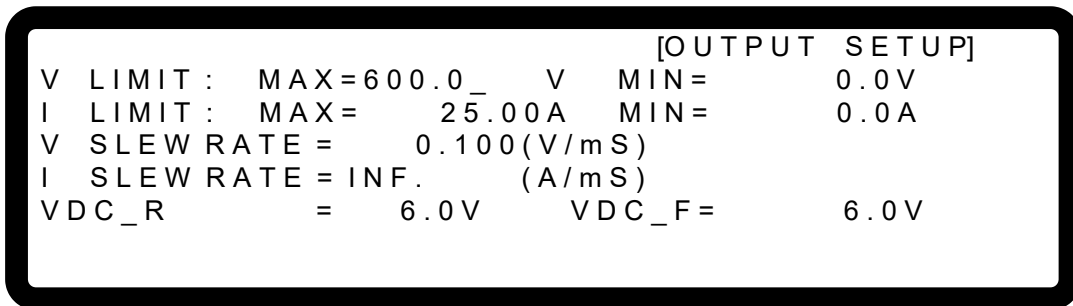 [OUTPUT SETUP]
V LIMIT: MAX=600.0_ V MIN= 0.0V
I LIMIT: MAX= 25.00A MIN= 0.0A
V SLEW RATE= 0.100(V/mS)
I SLEW RATE=INF. (A/mS)
VDC_R = 6.0V VDC_F= 6.0V